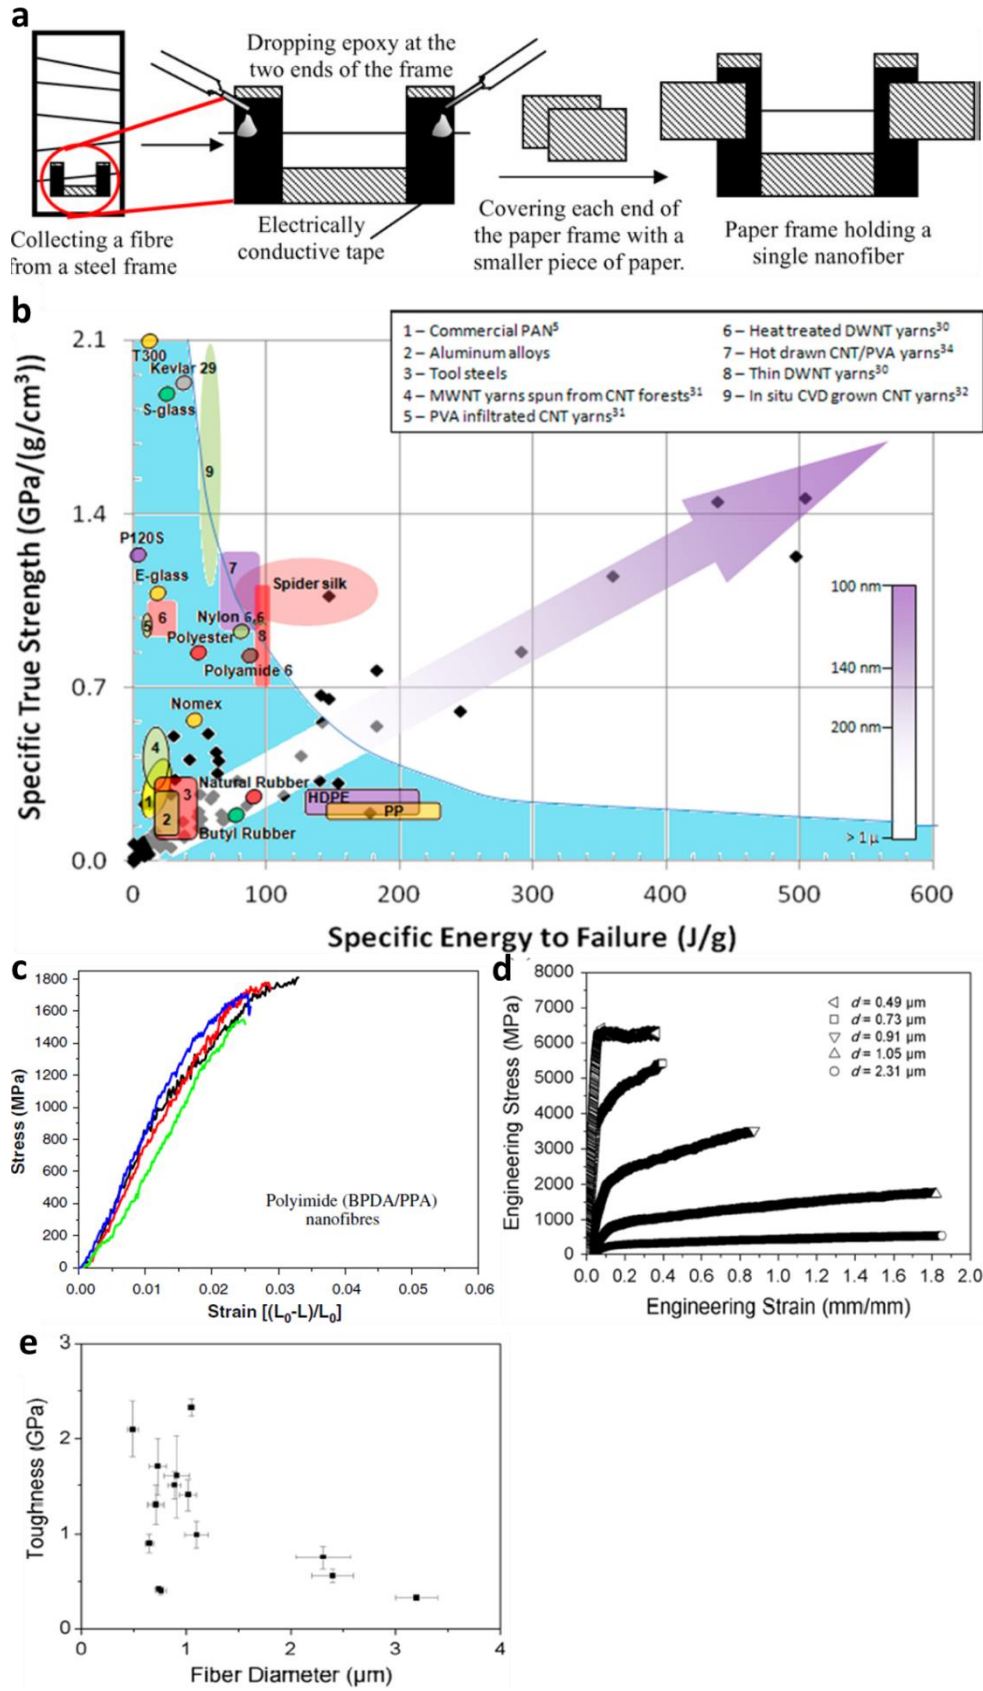 a
Dropping epoxy at the
two ends of the frame
Collecting a fibre
from a steel frame
Electrically
conductive tape
Covering each end of
the paper frame with a
smaller piece of paper.
Paper frame holding a
single nanofiber
b
Specific True Strength (GPa/(g/cm³)
2.1
1.4
0.7
0.0
1 – Commercial PAN⁵
2 – Aluminum alloys
3 – Tool steels
4 – MWNT yarns spun from CNT forests³¹
5 – PVA infiltrated CNT yarns³¹
6 – Heat treated DWNT yarns³⁰
7 – Hot drawn CNT/PVA yarns³⁴
8 – Thin DWNT yarns³⁰
9 – In situ CVD grown CNT yarns³²
T300
Kevlar 29
S-glass
9
P120S
E-glass
7
Spider silk
6
5
Nylon 6,6
8
Polyester
Polyamide 6
Nomex
4
Natural Rubber
1
3
2
HDPE
PP
Butyl Rubber
100 nm
140 nm
200 nm
> 1 µ
0 100 200 300 400 500 600
Specific Energy to Failure (J/g)
c
Stress (MPa)
1800
1600
1400
1200
1000
800
600
400
200
0
Polyimide (BPDA/PPA)
nanofibres
0.00 0.01 0.02 0.03 0.04 0.05 0.06
Strain [(L₀-L)/L₀]
d
Engineering Stress (MPa)
8000
7000
6000
5000
4000
3000
2000
1000
0
d = 0.49 µm
d = 0.73 µm
d = 0.91 µm
d = 1.05 µm
d = 2.31 µm
0.0 0.2 0.4 0.6 0.8 1.0 1.2 1.4 1.6 1.8 2.0
Engineering Strain (mm/mm)
e
Toughness (GPa)
3
2
1
0
0 1 2 3 4
Fiber Diameter (µm)